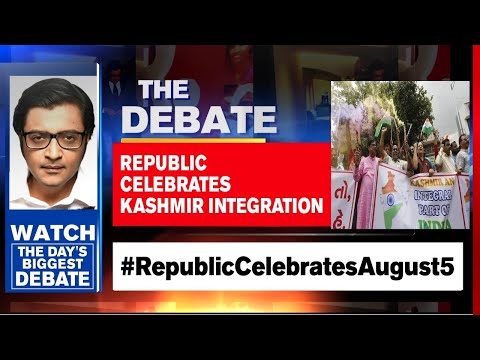 THE
DEBATE
REPUBLIC
CELEBRATES
KASHMIR INTEGRATION
WATCH
THE DAY'S
BIGGEST
DEBATE
#RepublicCelebratesAugust5
KASHMIR
INTEGRAL
PART OF
INDIA